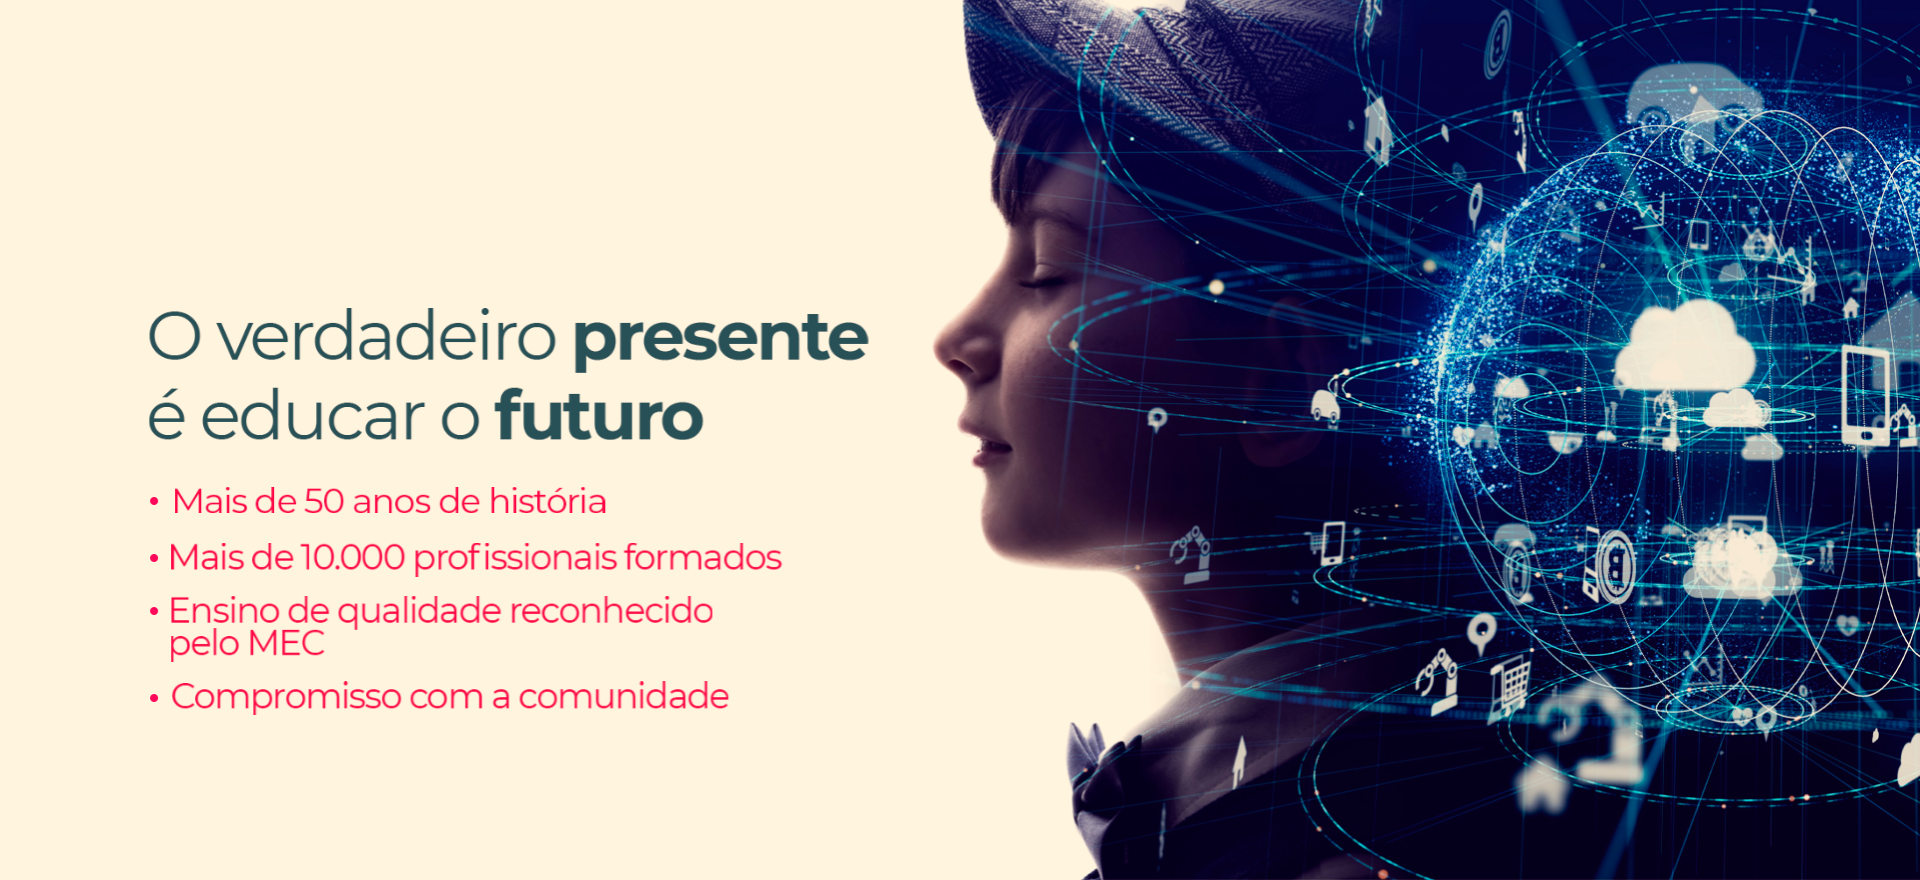 O verdadeiro presente
é educar o futuro
• Mais de 50 anos de história
• Mais de 10.000 profissionais formados
• Ensino de qualidade reconhecido
pelo MEC
• Compromisso com a comunidade